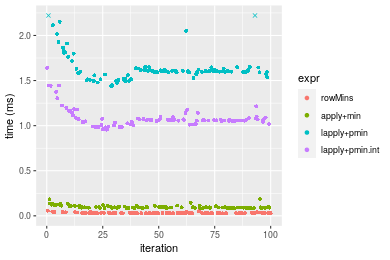 time (ms)
2.0
1.5
1.0
0.5
0.0
0
25
50
75
100
iteration
expr
rowMins
apply+min
lapply+pmin
lapply+pmin.int